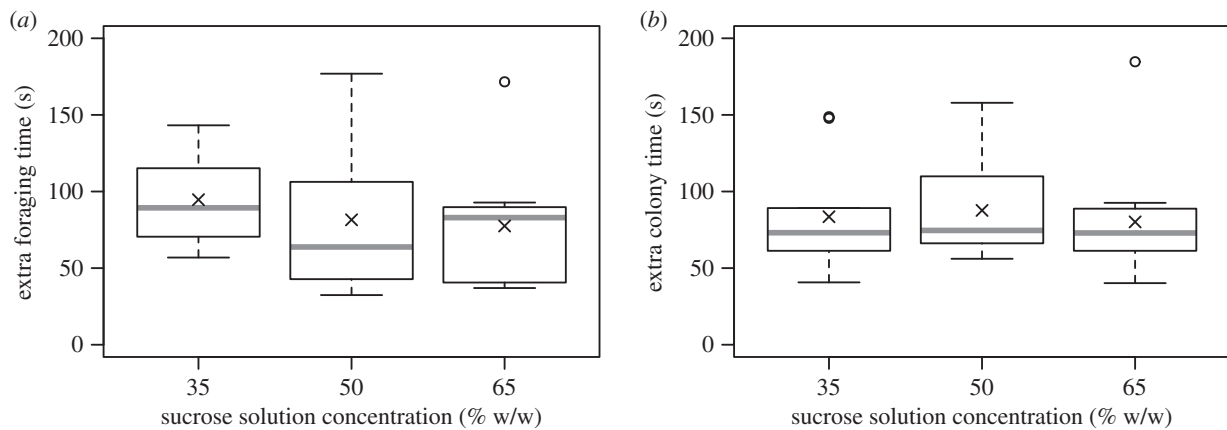 (a)
200
150
100
50
0
extra foraging time (s)
35 50 65
sucrose solution concentration (% w/w)
(b)
200
150
100
50
0
extra colony time (s)
35 50 65
sucrose solution concentration (% w/w)